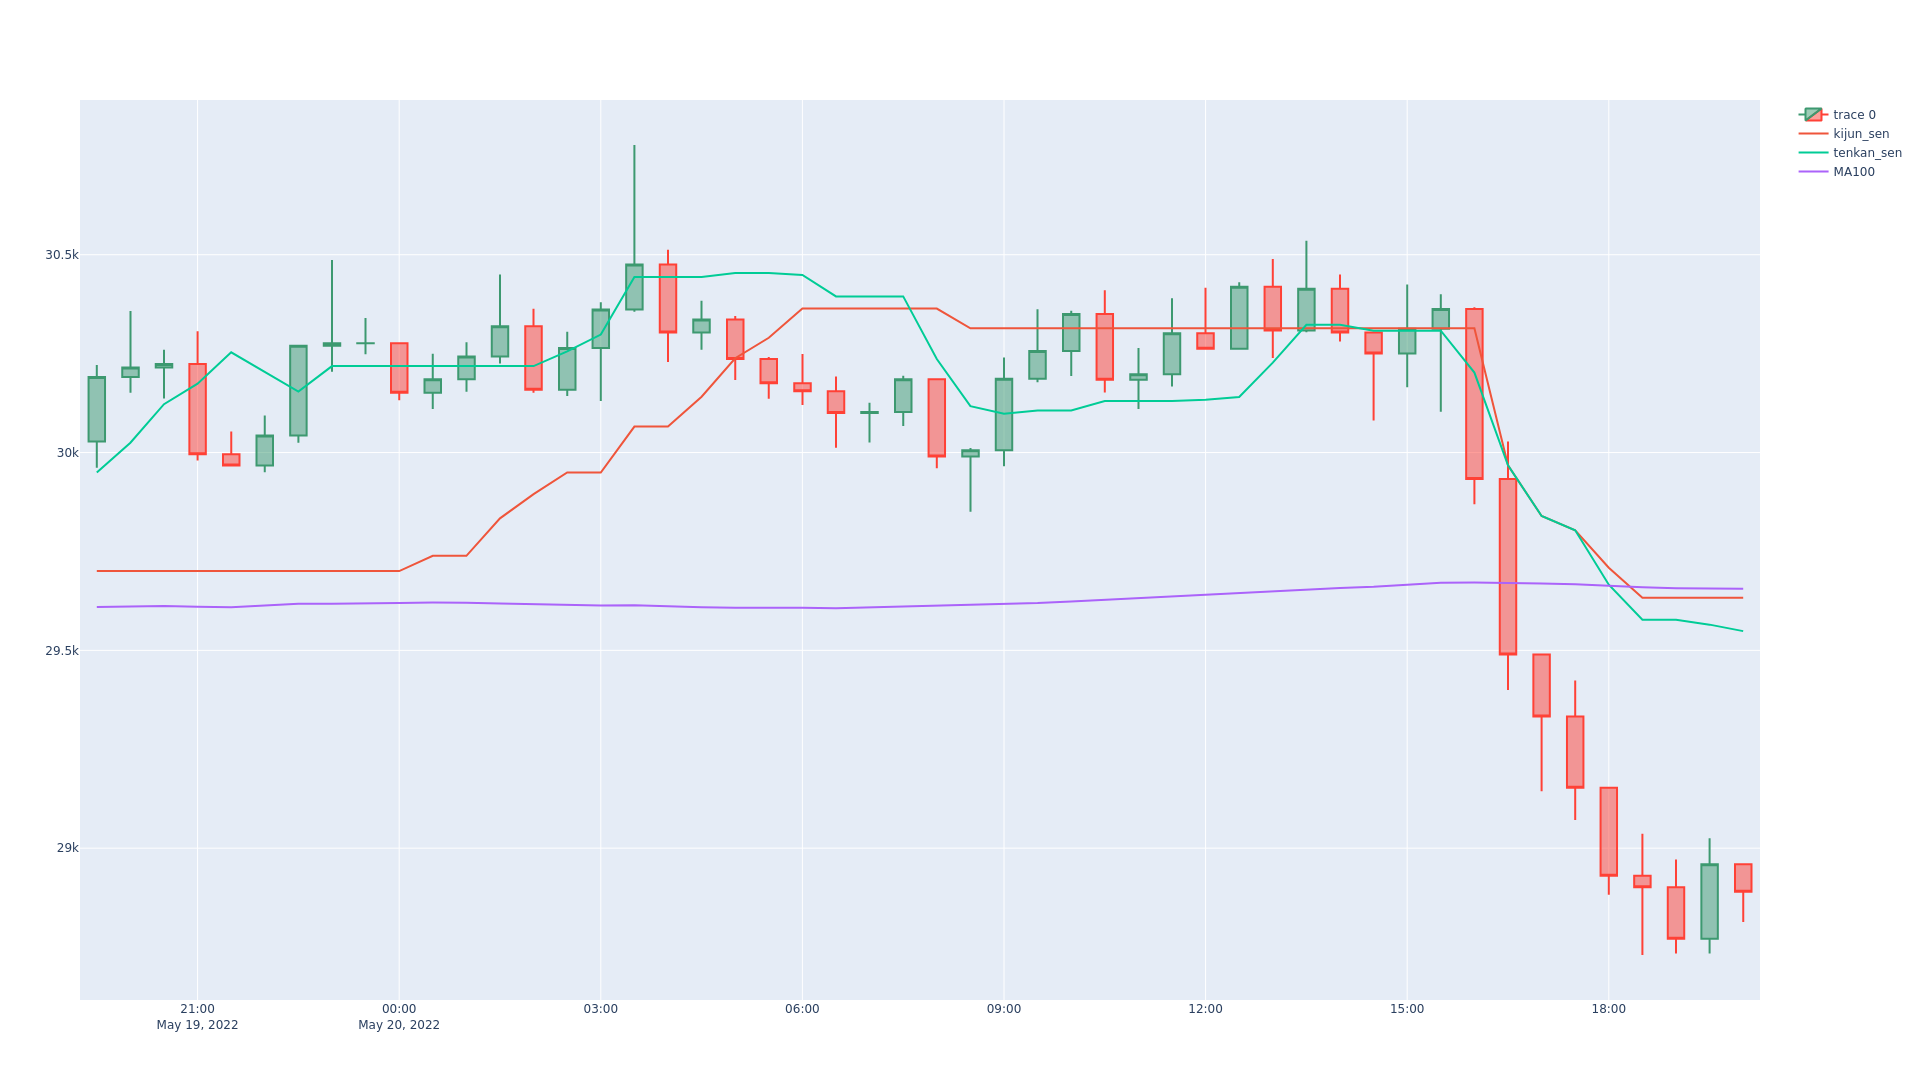 trace 0
kijun_sen
tenkan_sen
MA100
30.5k
30k
29.5k
29k
21:00 00:00 03:00 06:00 09:00 12:00 15:00 18:00
May 19, 2022 May 20, 2022